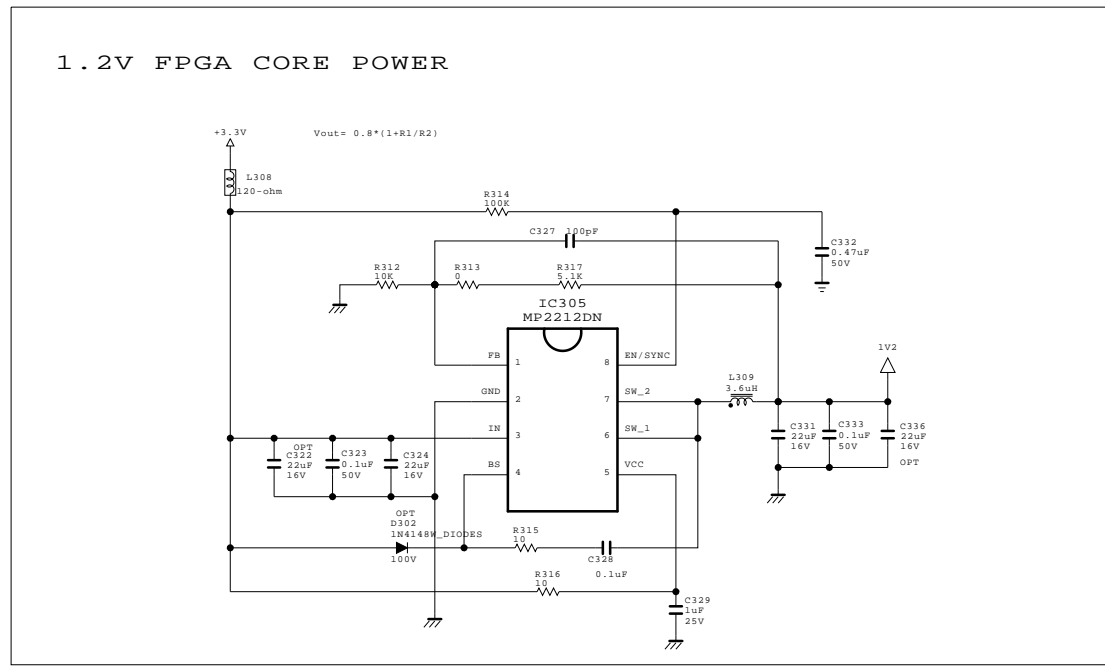 1.2V FPGA CORE POWER
+3.3V
Vout= 0.8*(1+R1/R2)
L308
120-ohm
R314
100K
C327 100pF
C332
0.47uF
50V
R312
10K
R313
0
R317
5.1K
IC305
MP2212DN
FB
1
8
EN/SYNC
GND
2
7
SW_2
IN
3
6
SW_1
BS
4
5
VCC
1V2
L309
3.6uH
C331
22uF
16V
C333
0.1uF
50V
C336
22uF
16V
OPT
OPT
C322
22uF
16V
C323
0.1uF
50V
C324
22uF
16V
OPT
D302
1N4148W_DIODES
100V
R315
10
C328
0.1uF
R316
10
C329
1uF
25V